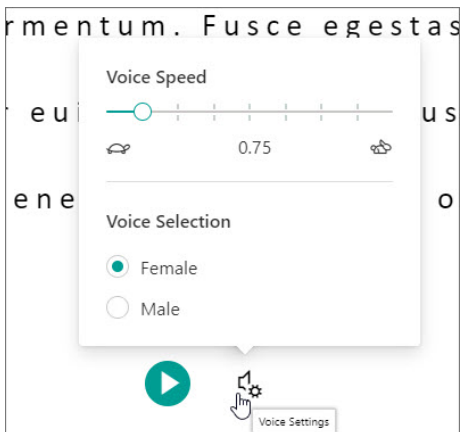 rmentum. Fusce egestas
Voice Speed
eui
us
0.75
ene
o
Voice Selection
Female
Male
Voice Settings